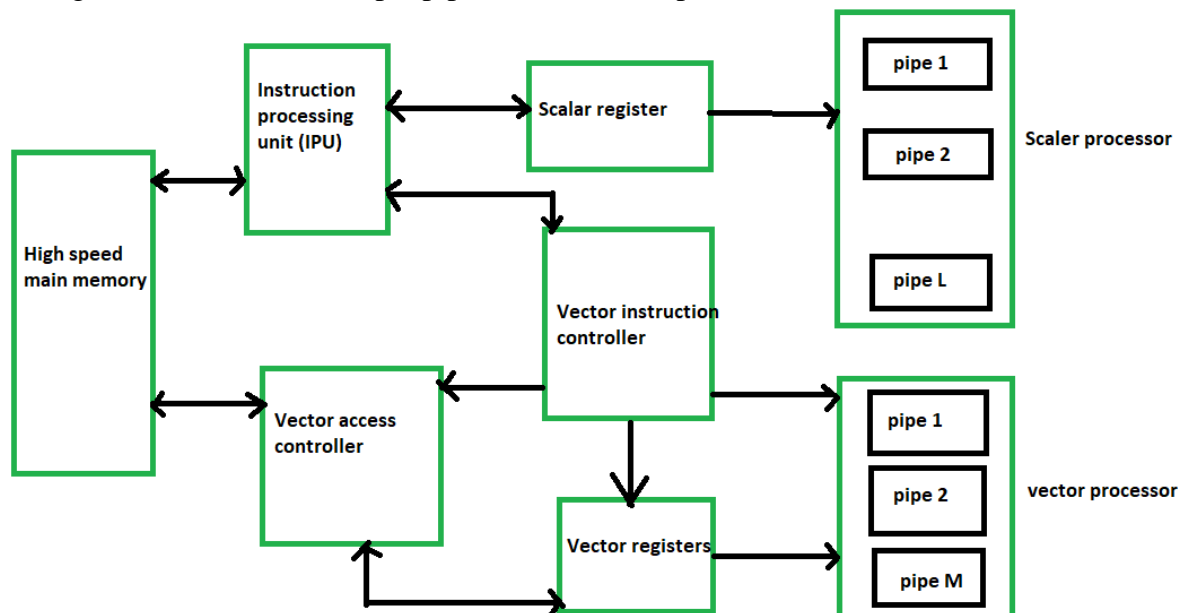 pipe 1
Instruction
processing
unit (IPU)
Scalar register
pipe 2
Scaler processor
High speed
main memory
pipe L
Vector instruction
controller
Vector access
controller
pipe 1
pipe 2
vector processor
Vector registers
pipe M